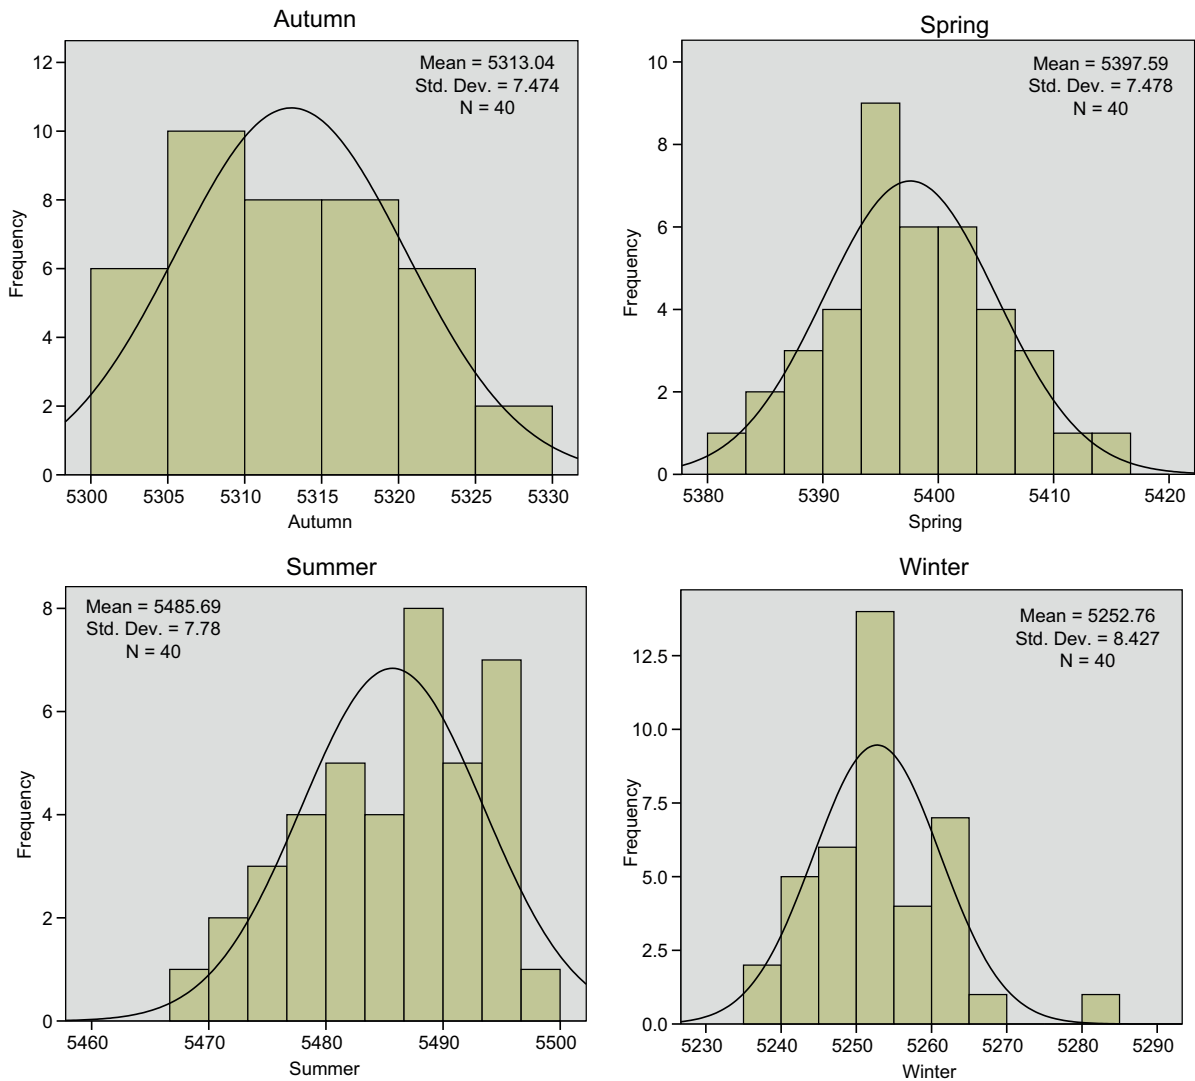 Autumn
Mean = 5313.04
Std. Dev. = 7.474
N = 40
12
10
8
6
4
2
0
Frequency
5300 5305 5310 5315 5320 5325 5330
Autumn
Spring
Mean = 5397.59
Std. Dev. = 7.478
N = 40
10
8
6
4
2
0
Frequency
5380 5390 5400 5410 5420
Spring
Summer
Mean = 5485.69
Std. Dev. = 7.78
N = 40
8
6
4
2
0
Frequency
5460 5470 5480 5490 5500
Summer
Winter
Mean = 5252.76
Std. Dev. = 8.427
N = 40
12.5
10.0
7.5
5.0
2.5
0.0
Frequency
5230 5240 5250 5260 5270 5280 5290
Winter